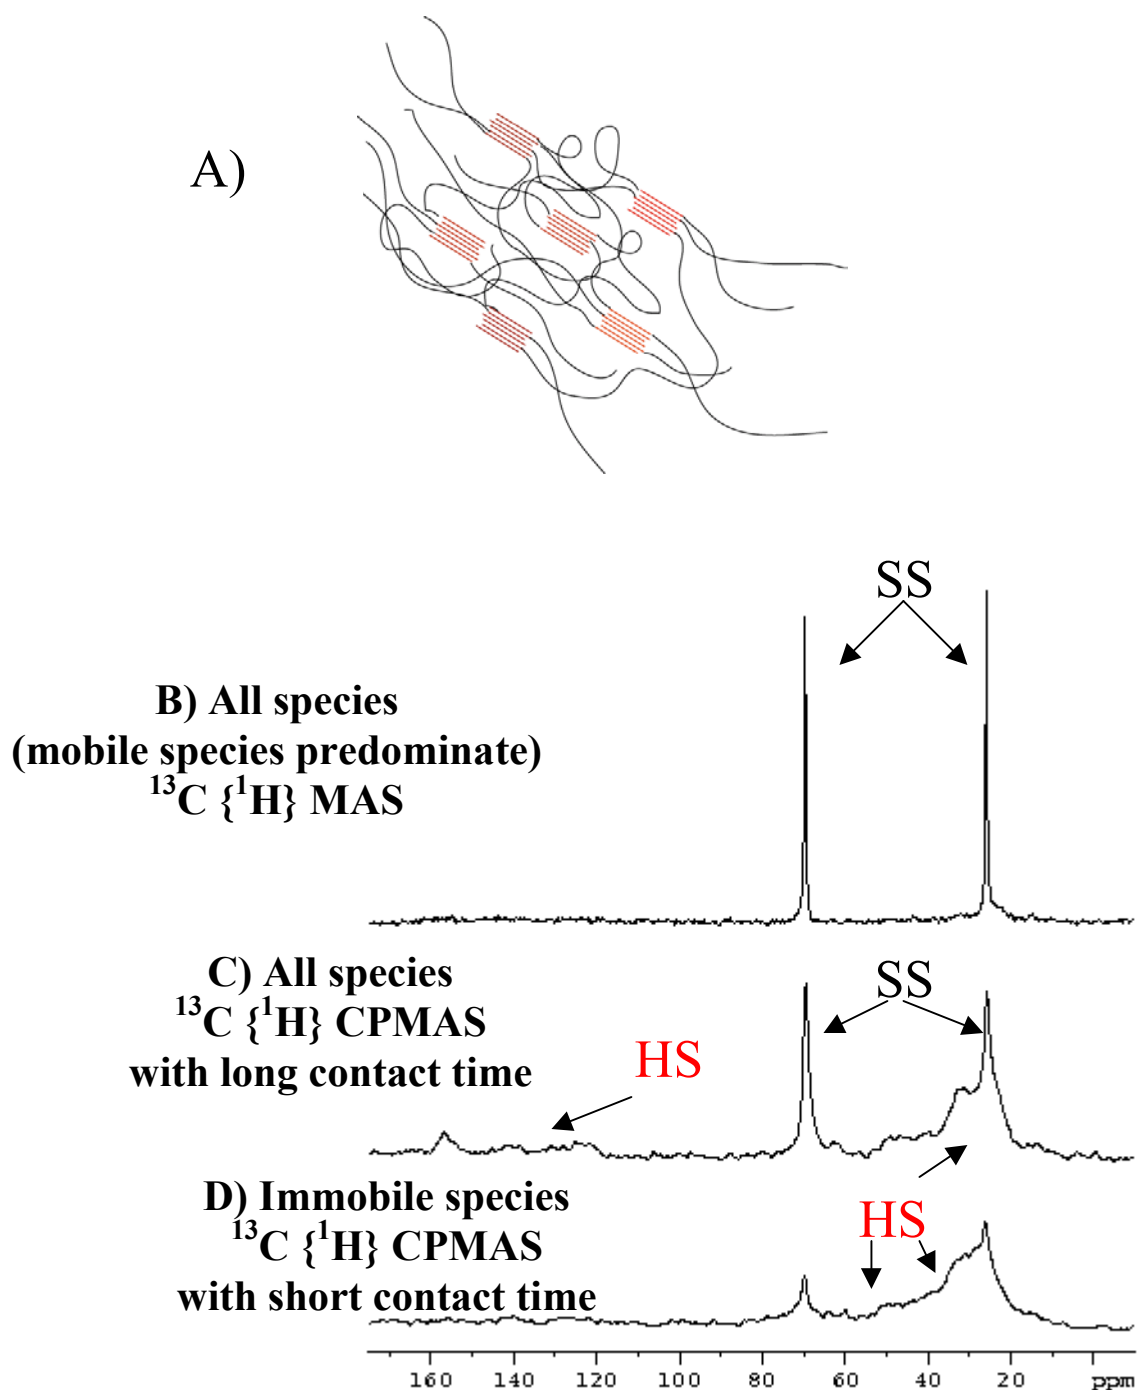 A)
SS
B) All species
(mobile species predominate)
¹³C {¹H} MAS
C) All species
¹³C {¹H} CPMAS
with long contact time
SS
HS
D) Immobile species
¹³C {¹H} CPMAS
with short contact time
HS
160 140 120 100 80 60 40 20 ppm